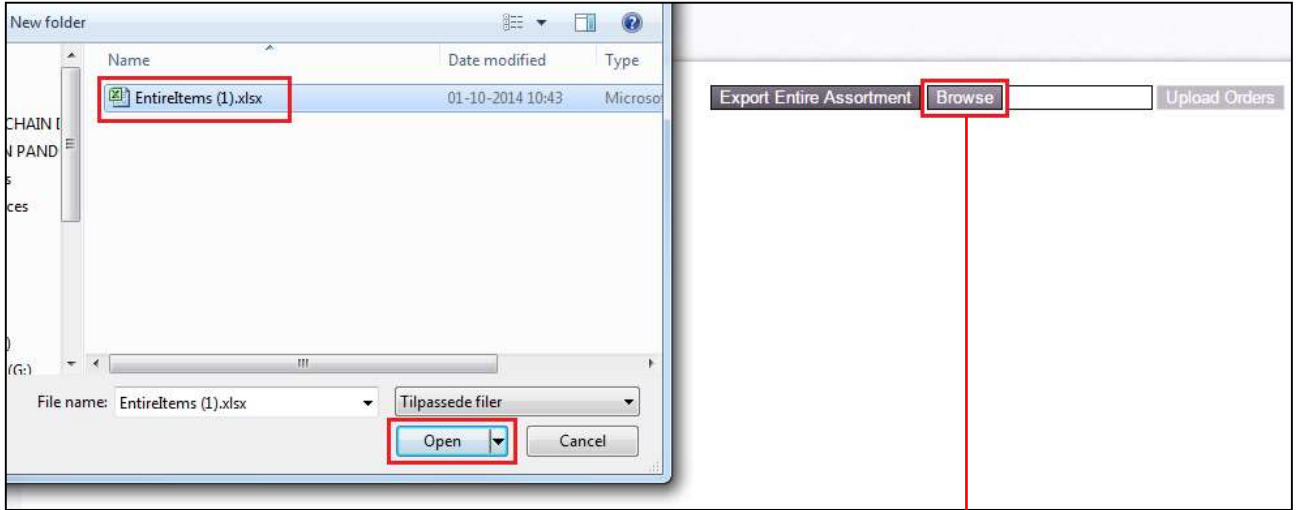 New folder
Name Date modified Type
EntireItems (1).xlsx 01-10-2014 10:43 Microso
CHAIN D
N PAND
s
ces
)
(G:)
File name: EntireItems (1).xlsx Tilpassede filer
Open Cancel
Export Entire Assortment Browse Upload Orders